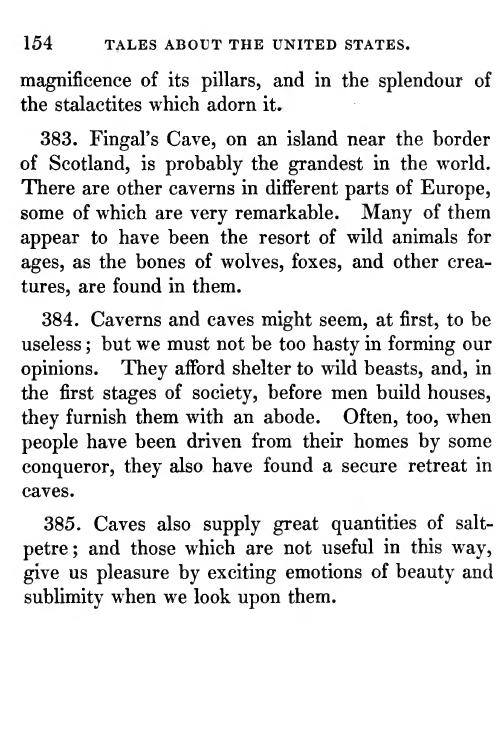 154 TALES ABOUT THE UNITED STATES.
magnificence of its pillars, and in the splendour of
the stalactites which adorn it.
383. Fingal's Cave, on an island near the border
of Scotland, is probably the grandest in the world.
There are other caverns in different parts of Europe,
some of which are very remarkable. Many of them
appear to have been the resort of wild animals for
ages, as the bones of wolves, foxes, and other crea-
tures, are found in them.
384. Caverns and caves might seem, at first, to be
useless; but we must not be too hasty in forming our
opinions. They afford shelter to wild beasts, and, in
the first stages of society, before men build houses,
they furnish them with an abode. Often, too, when
people have been driven from their homes by some
conqueror, they also have found a secure retreat in
caves.
385. Caves also supply great quantities of salt-
petre; and those which are not useful in this way,
give us pleasure by exciting emotions of beauty and
sublimity when we look upon them.